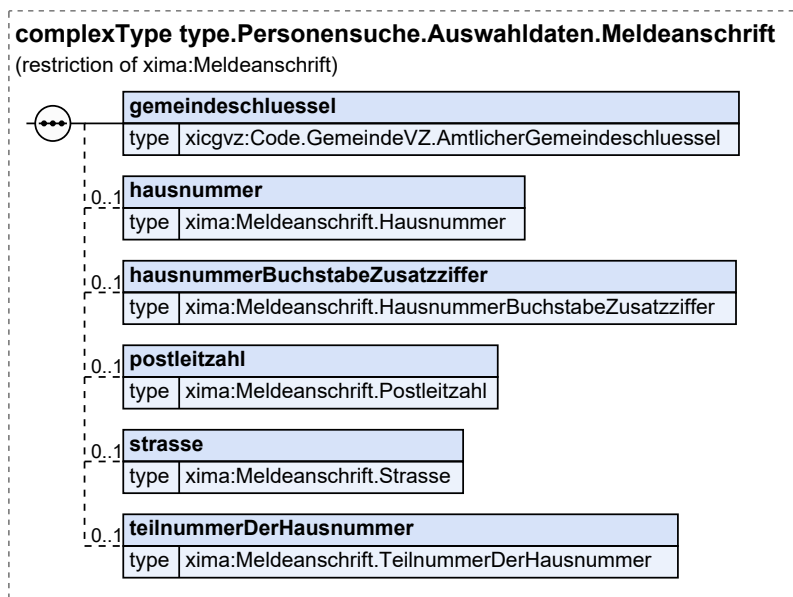 complexType type.Personensuche.Auswahldaten.Meldeanschrift
(restriction of xima:Meldeanschrift)
gemeindeschluessel
type xicgvz:Code.GemeindeVZ.AmtlicherGemeindeschluessel
0..1 hausnummer
type xima:Meldeanschrift.Hausnummer
0..1 hausnummerBuchstabeZusatzziffer
type xima:Meldeanschrift.HausnummerBuchstabeZusatzziffer
0..1 postleitzahl
type xima:Meldeanschrift.Postleitzahl
0..1 strasse
type xima:Meldeanschrift.Strasse
0..1 teilnummerDerHausnummer
type xima:Meldeanschrift.TeilnummerDerHausnummer